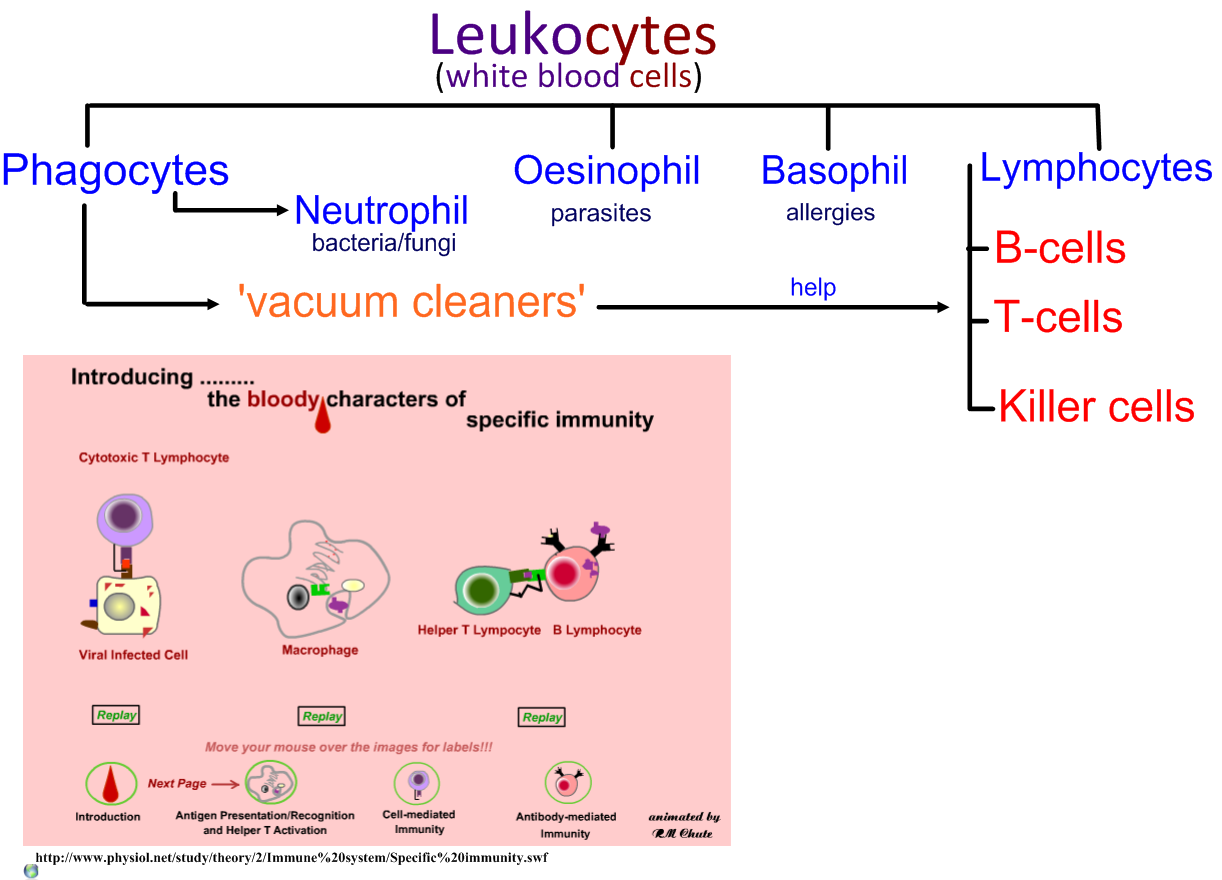 Leukocytes
(white blood cells)
Phagocytes
Oesinophil
Basophil
Lymphocytes
Neutrophil
parasites
allergies
bacteria/fungi
B-cells
'vacuum cleaners'
help
T-cells
Killer cells
Introducing .........
the bloody characters of
specific immunity
Cytotoxic T Lymphocyte
Helper T Lympocyte
B Lymphocyte
Macrophage
Viral Infected Cell
Replay
Replay
Replay
Move your mouse over the images for labels!!!
Next Page
Introduction
Antigen Presentation/Recognition
and Helper T Activation
Cell-mediated
Immunity
Antibody-mediated
Immunity
animated by
RM Chute
http://www.physiol.net/study/theory/2/Immune%20system/Specific%20immunity.swf